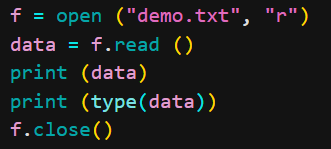 f = open ("demo.txt", "r")
data = f.read ()
print (data)
print (type(data))
f.close()